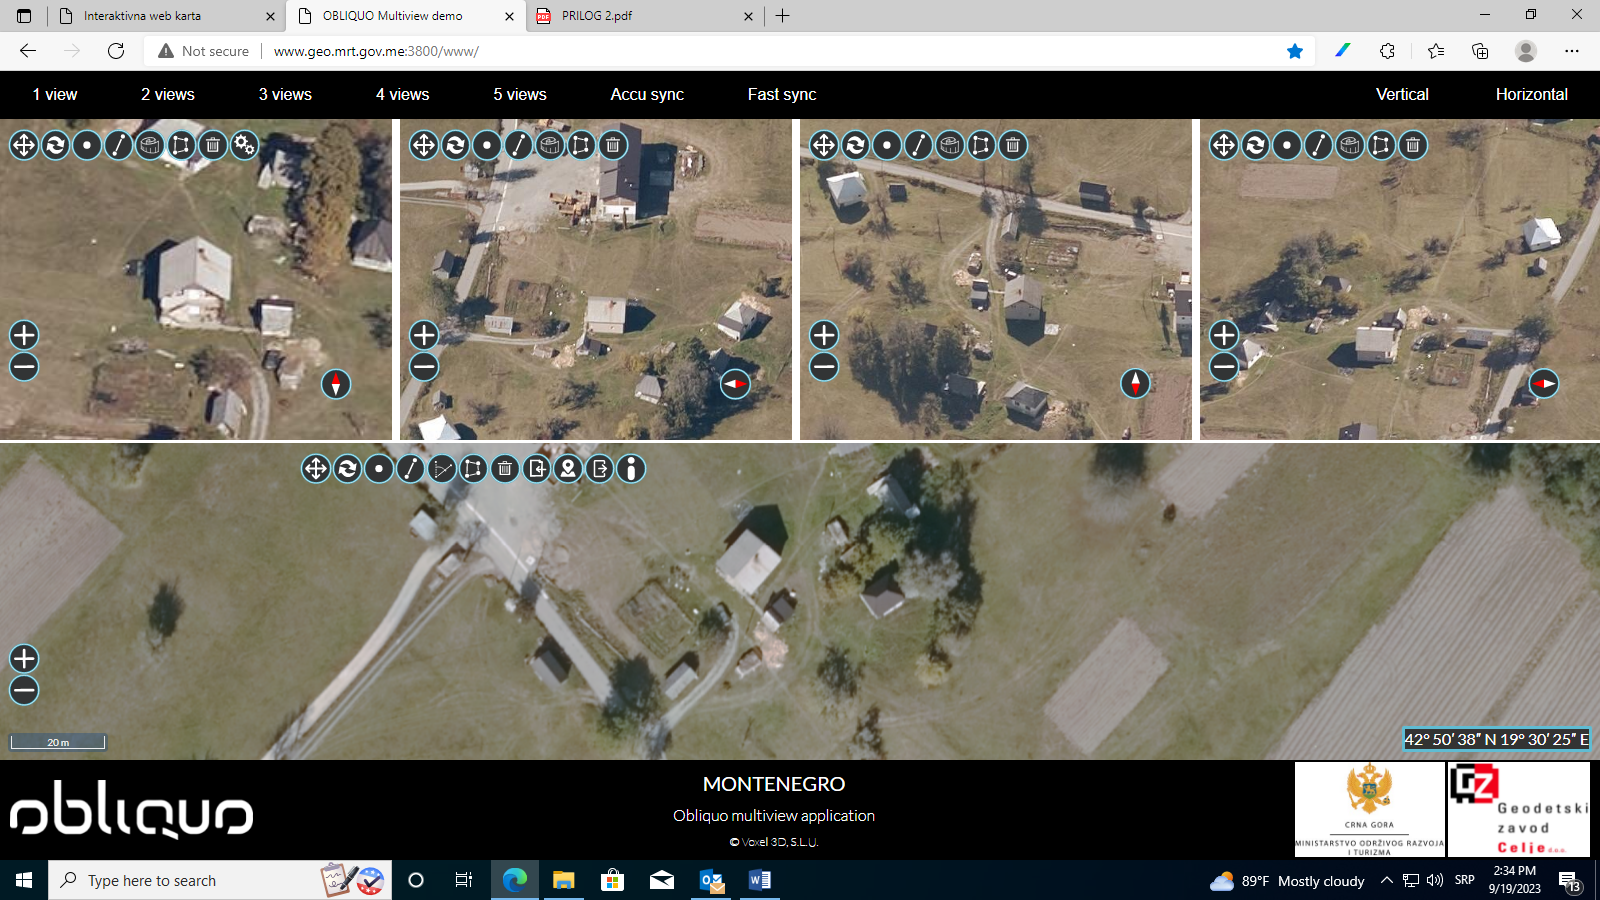 Interaktivna web karta
OBLIQUO Multiview demo
PRILOG 2.pdf
Not secure
www.geo.mrt.gov.me:3800/www/
1 view 2 views 3 views 4 views 5 views Accu sync Fast sync Vertical Horizontal
20 m
42° 50′ 38″ N 19° 30′ 25″ E
obliquo
MONTENEGRO
Obliquo multiview application
© Voxel 3D, S.L.U.
CRNA GORA
MINISTARSTVO ODRŽIVOG RAZVOJA
I TURIZMA
GZ
Geodetski
zavod
Celje d.o.o.
Type here to search
89°F Mostly cloudy
SRP
2:34 PM
9/19/2023
13